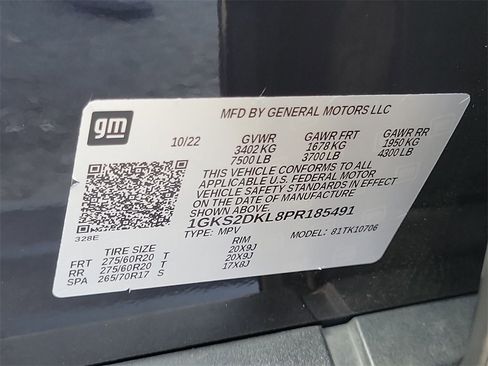 gm
MFD BY GENERAL MOTORS LLC
10/22 GVWR GAWR FRT GAWR RR
3402 KG 1678 KG 1950 KG
7500 LB 3700 LB 4300 LB
THIS VEHICLE CONFORMS TO ALL
APPLICABLE U.S. FEDERAL MOTOR
VEHICLE SAFETY STANDARDS IN EFFECT
ON THE DATE OF MANUFACTURE
SHOWN ABOVE.
1GKS2DKL8PR185491
328E TYPE: MPV MODEL: 81TK10706
TIRE SIZE RIM
FRT 275/60R20 T 20X9J
RR 275/60R20 T 20X9J
SPA 265/70R17 S 17X8J